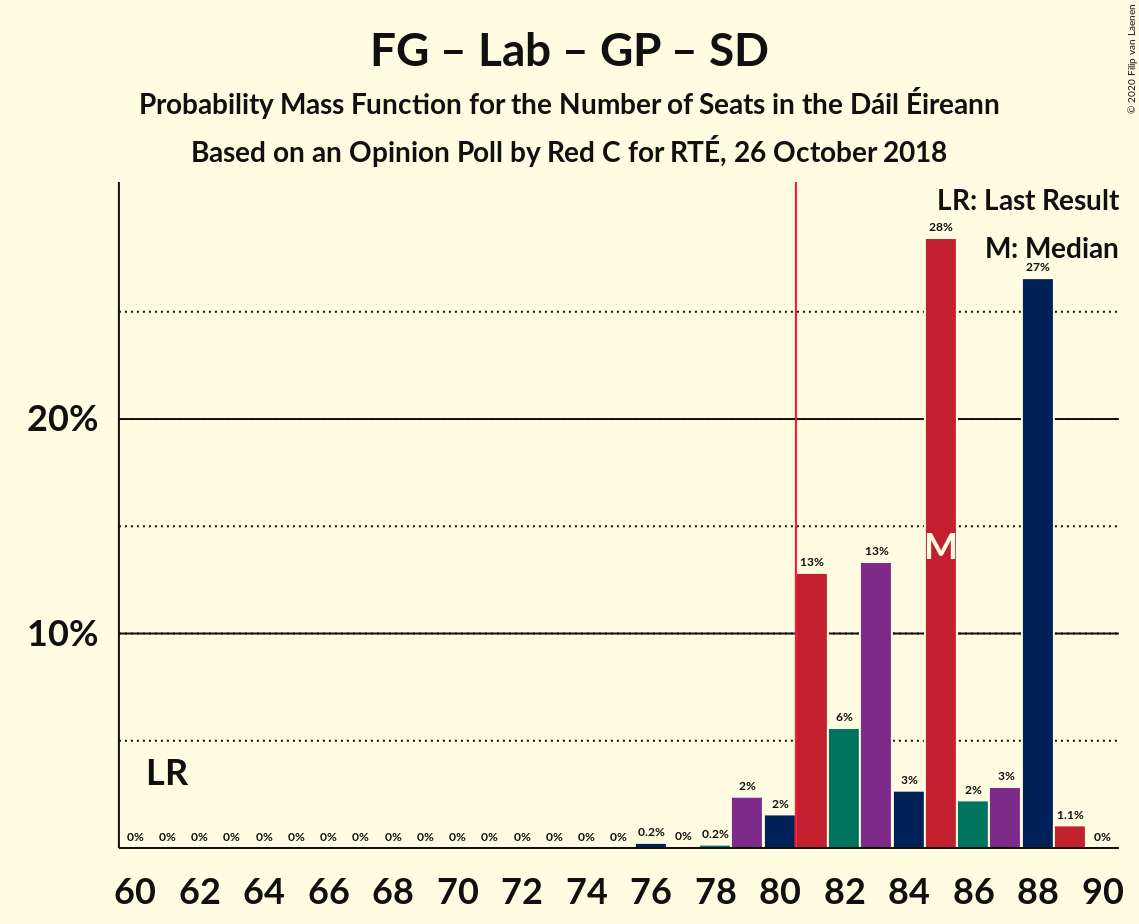 FG – Lab – GP – SD
Probability Mass Function for the Number of Seats in the Dáil Éireann
Based on an Opinion Poll by Red C for RTÉ, 26 October 2018
© 2020 Filip van Laenen
LR: Last Result
M: Median
28%
27%
20%
13%
13%
M
10%
6%
LR
2%
2%
3%
2%
3%
1.1%
0% 0% 0% 0% 0% 0% 0% 0% 0% 0% 0% 0% 0% 0% 0% 0% 0.2% 0% 0.2% 0%
60 62 64 66 68 70 72 74 76 78 80 82 84 86 88 90